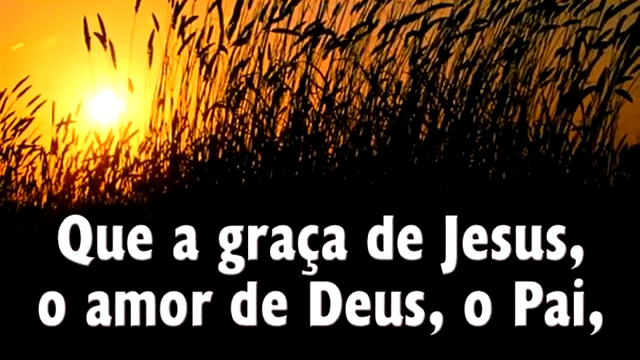 Que a graça de Jesus,
o amor de Deus, o Pai,